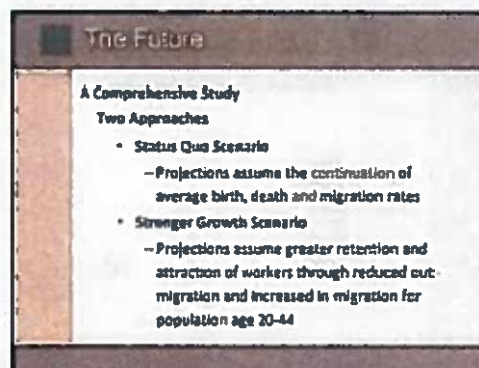 The Future
A Comprehensive Study
Two Approaches
• Status Quo Scenario
– Projections assume the continuation of
average birth, death and migration rates
• Stronger Growth Scenario
– Projections assume greater retention and
attraction of workers through reduced out-
migration and increased in migration for
population age 20-44